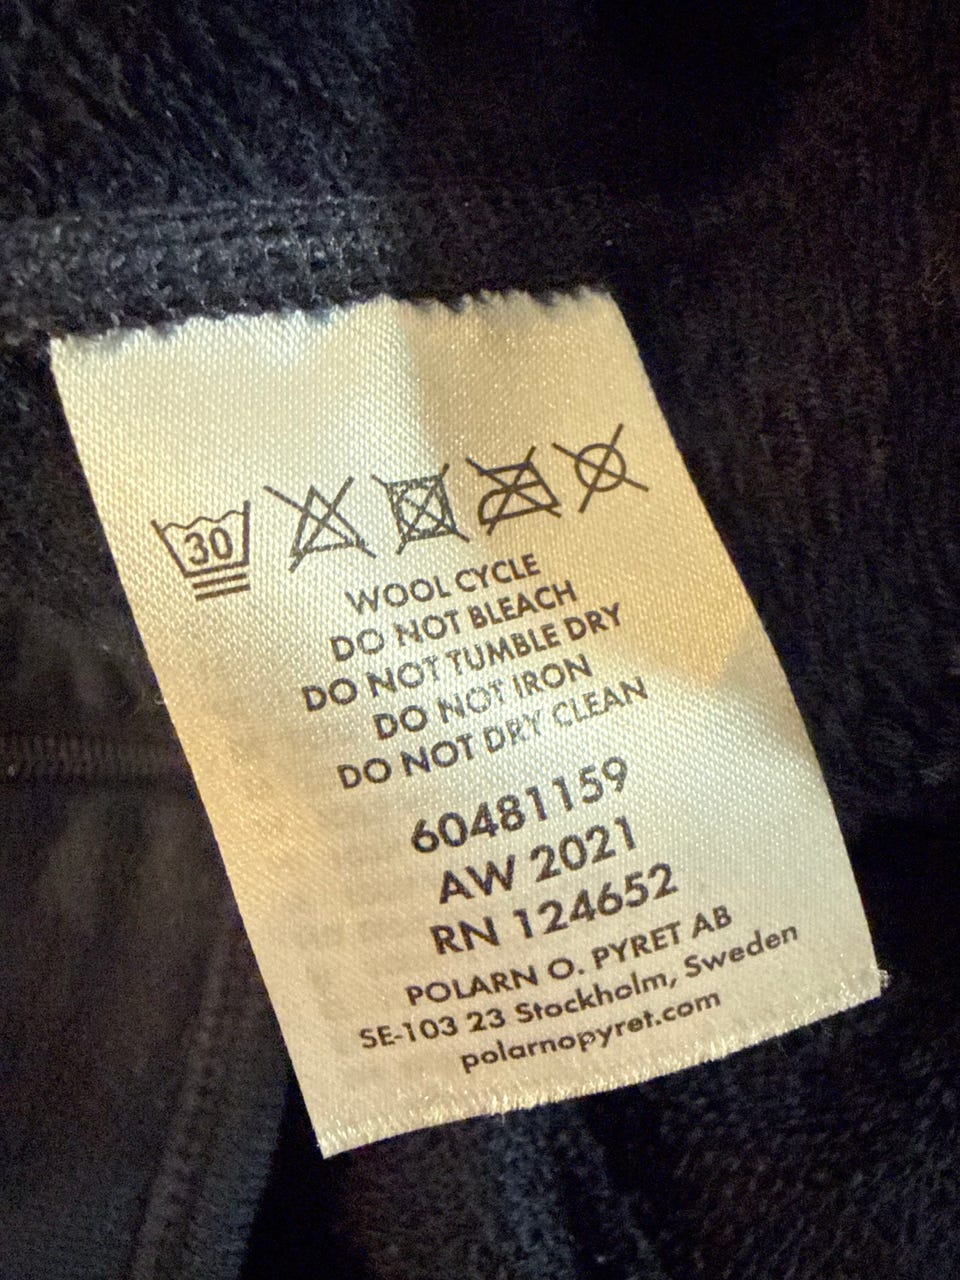 30
WOOL CYCLE
DO NOT BLEACH
DO NOT TUMBLE DRY
DO NOT IRON
DO NOT DRY CLEAN
60481159
AW 2021
RN 124652
POLARN O. PYRET AB
SE-103 23 Stockholm, Sweden
polarnopyret.com